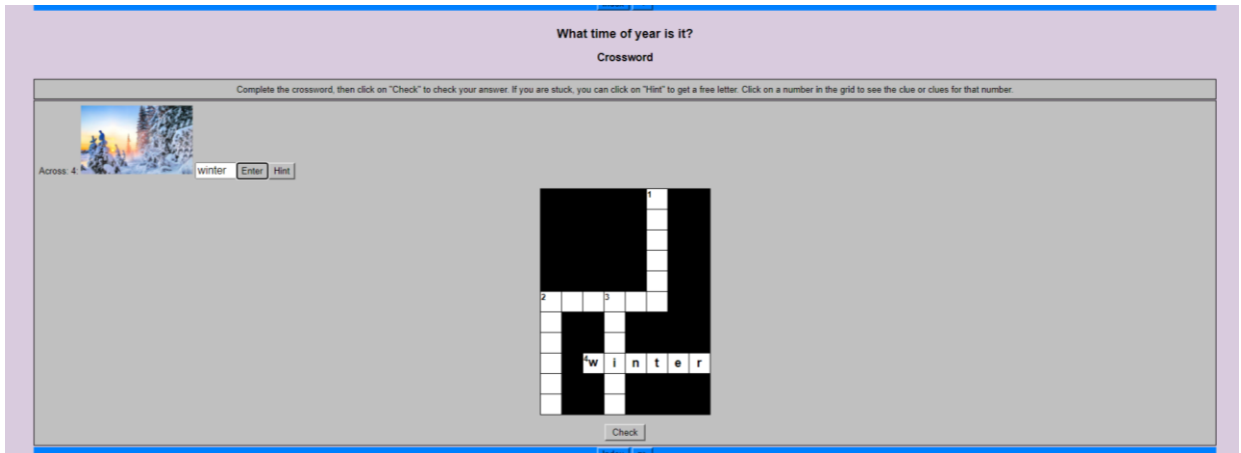 What time of year is it?
Crossword
Complete the crossword, then click on "Check" to check your answer. If you are stuck, you can click on "Hint" to get a free letter. Click on a number in the grid to see the clue or clues for that number.
Across: 4: winter Enter Hint
1
2 3
4 w i n t e r
Check